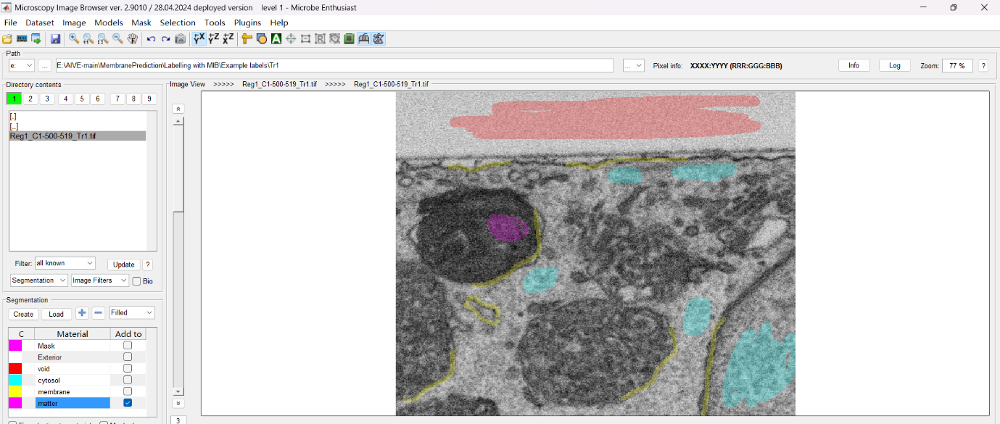 Microscopy Image Browser ver. 2.9010 / 28.04.2024 deployed version level 1 - Microbe Enthusiast
File Dataset Image Models Mask Selection Tools Plugins Help
Path
e: ... E:\AIVE-main\MembranePrediction\Labelling with MIB\Example labels\Tr1 ... Pixel info: XXXX:YYYY (RRR:GGG:BBB) Info Log Zoom: 77 % ?
Directory contents
Image View >>>>> Reg1_C1-500-519_Tr1.tif >>>>> Reg1_C1-500-519_Tr1.tif
1 2 3 4 5 6 7 8 9
[.]
[..]
Reg1_C1-500-519_Tr1.tif
Filter: all known Update ?
Segmentation Image Filters Bio
Segmentation
Create Load + − Filled
C Material Add to
Mask
Exterior
void
cytosol
membrane
matter
3